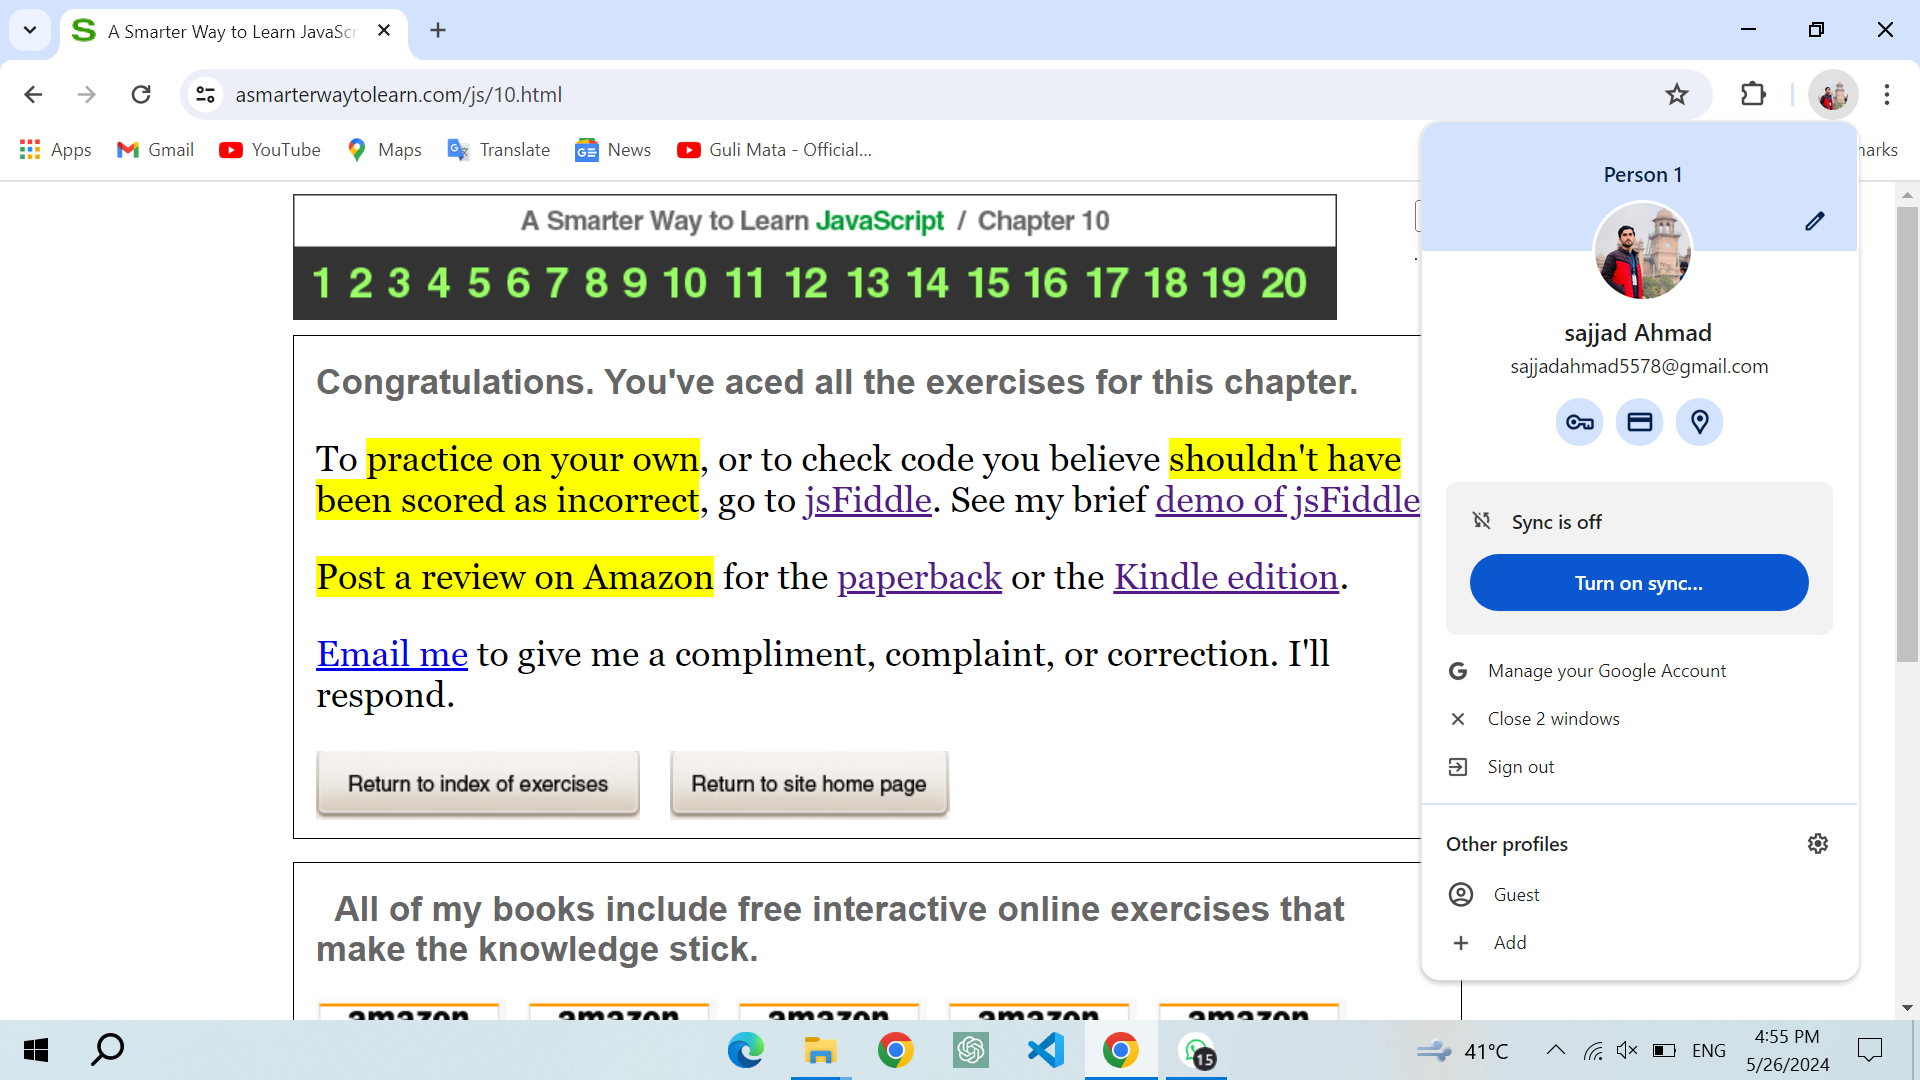 A Smarter Way to Learn JavaScr
asmarterwaytolearn.com/js/10.html
Apps Gmail YouTube Maps Translate News Guli Mata - Official... 
A Smarter Way to Learn JavaScript / Chapter 10
1 2 3 4 5 6 7 8 9 10 11 12 13 14 15 16 17 18 19 20
Congratulations. You've aced all the exercises for this chapter.
To practice on your own, or to check code you believe shouldn't have
been scored as incorrect, go to jsFiddle. See my brief demo of jsFiddle
Post a review on Amazon for the paperback or the Kindle edition.
Email me to give me a compliment, complaint, or correction. I'll
respond.
Return to index of exercises Return to site home page
All of my books include free interactive online exercises that
make the knowledge stick.
amazon amazon amazon amazon amazon
Person 1
sajjad Ahmad
sajjadahmad5578@gmail.com
Sync is off
Turn on sync...
Manage your Google Account
Close 2 windows
Sign out
Other profiles
Guest
Add
15
41°C
ENG
4:55 PM
5/26/2024